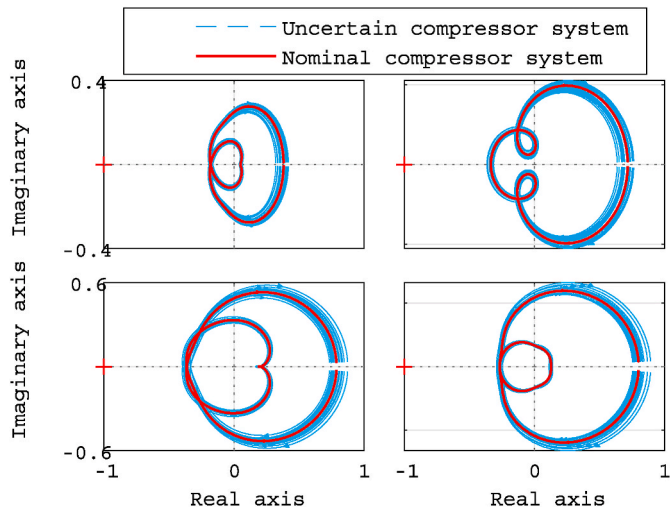 Uncertain compressor system
Nominal compressor system
Imaginary axis
0.4
-0.4
Imaginary axis
0.6
-0.6
-1
0
1
-1
0
1
Real axis
Real axis